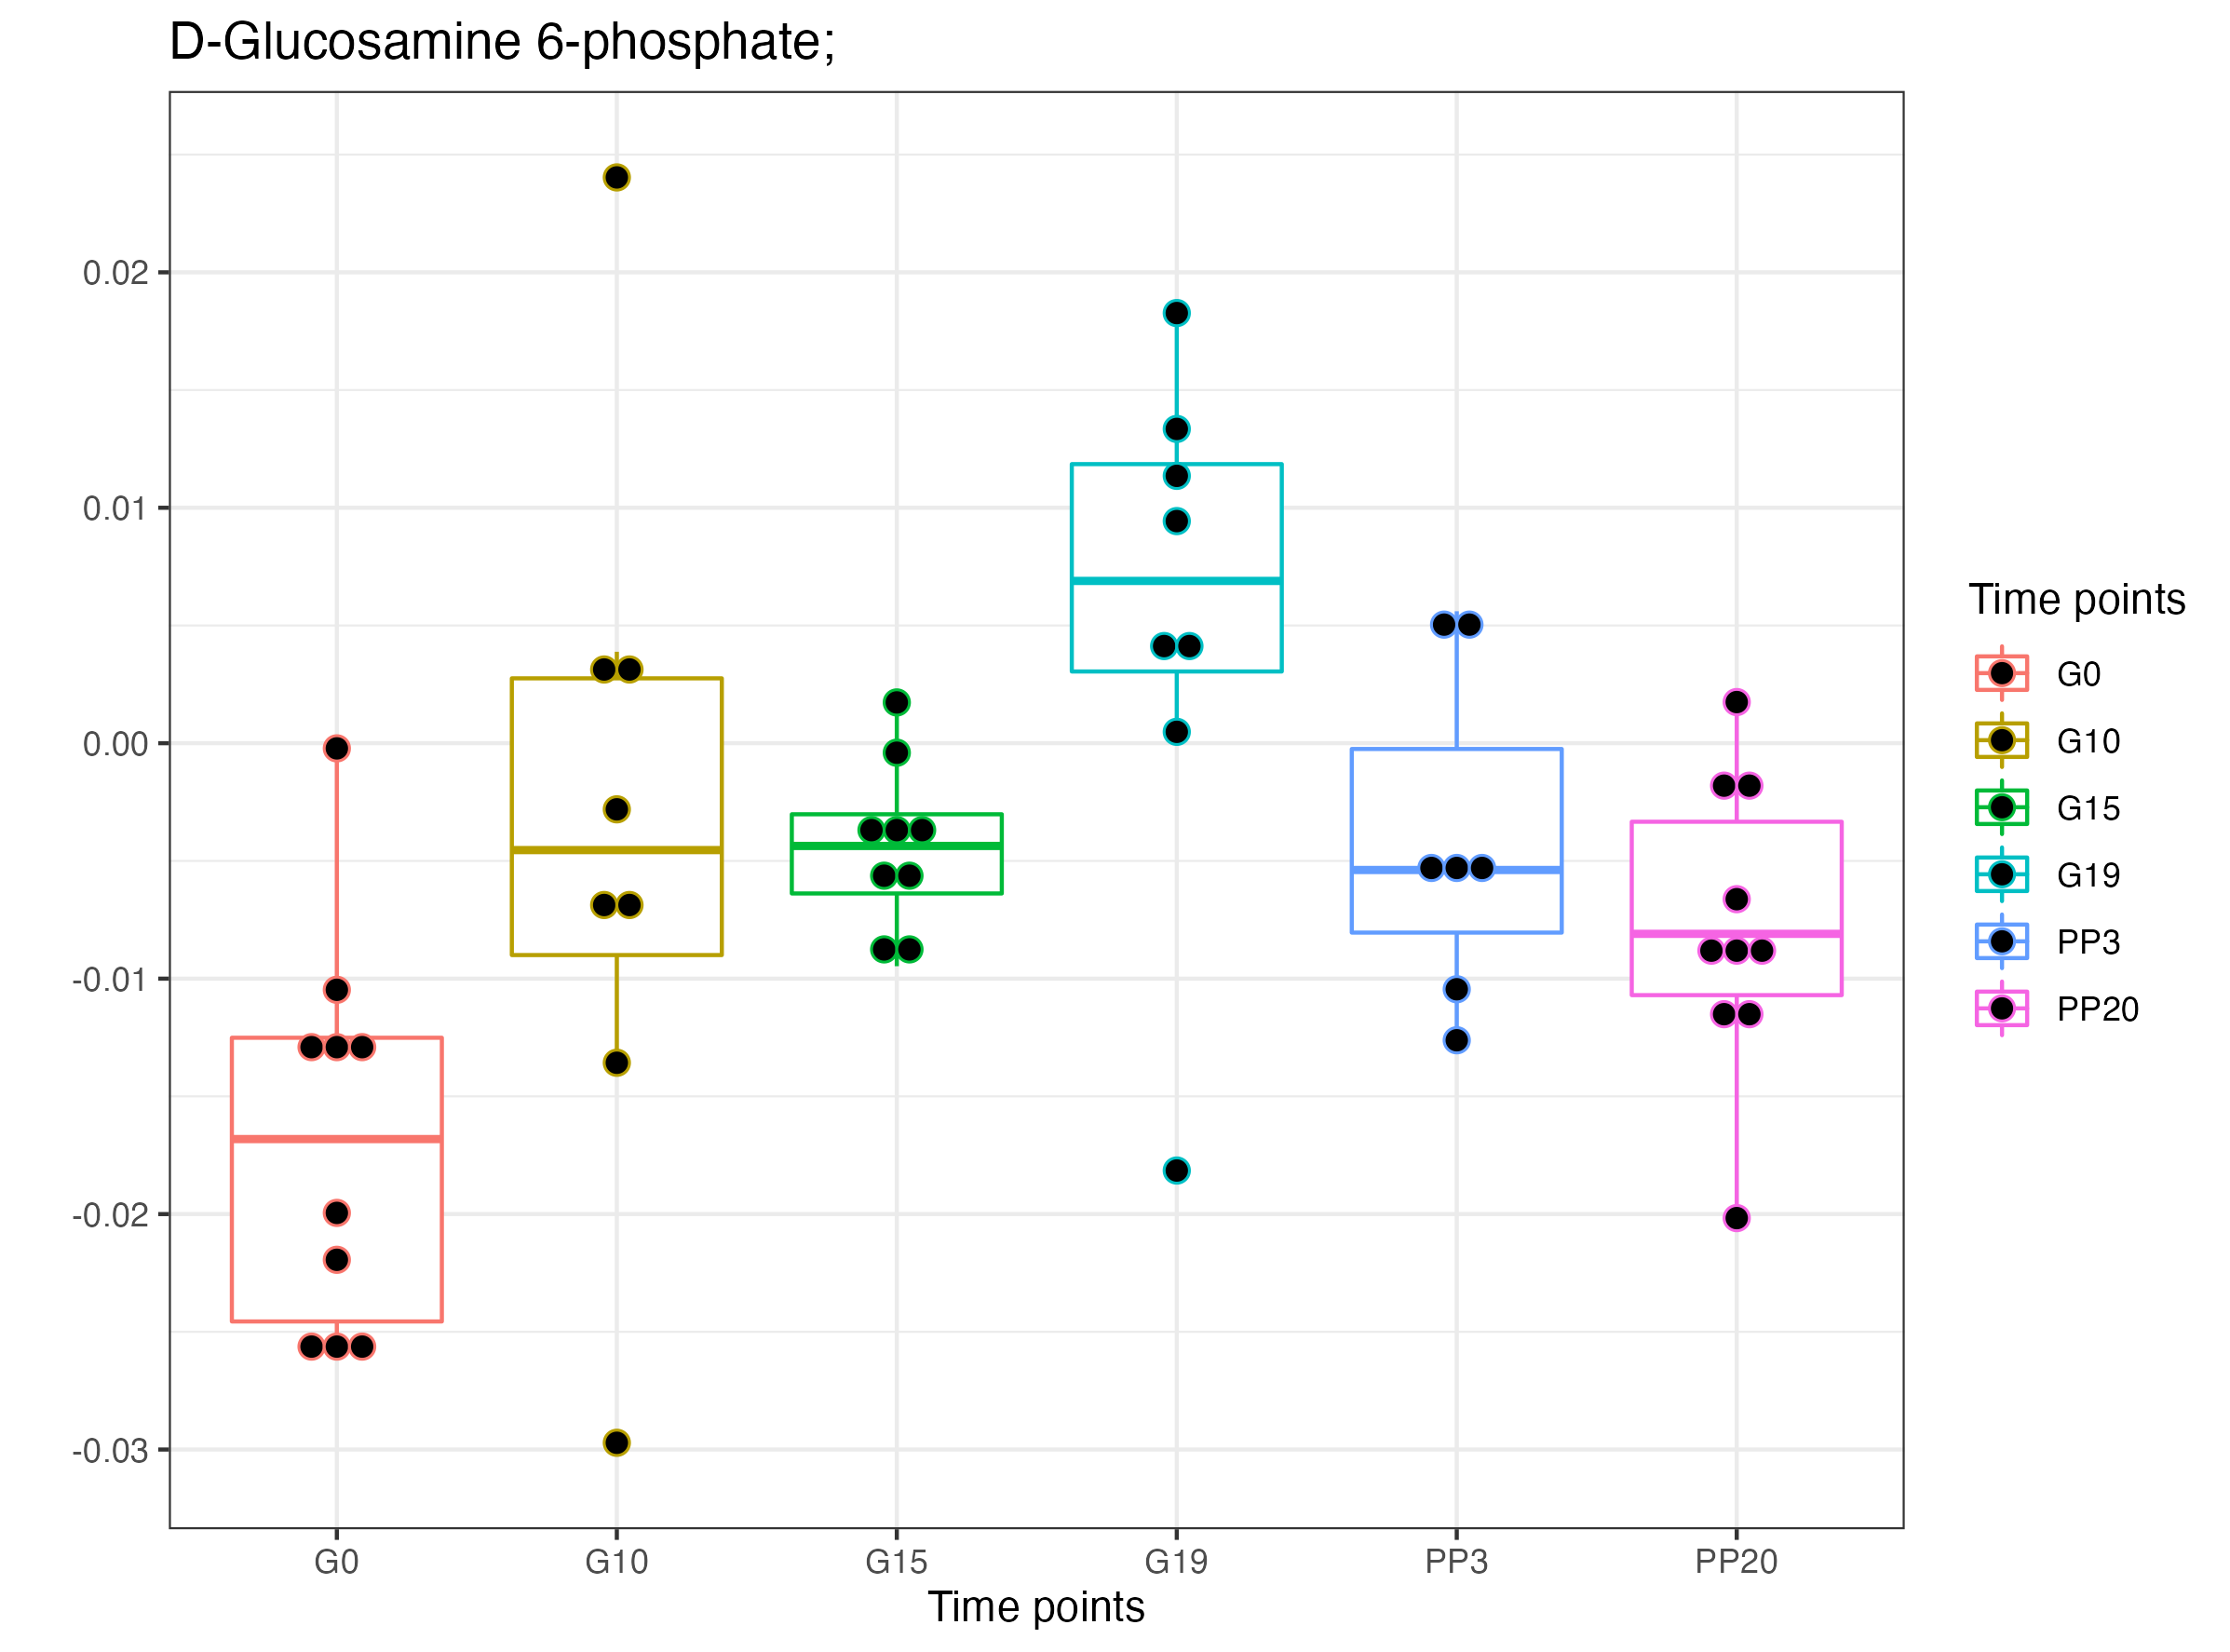 D-Glucosamine 6-phosphate;
0.02
0.01
0.00
-0.01
-0.02
-0.03
G0 G10 G15 G19 PP3 PP20
Time points
Time points
G0
G10
G15
G19
PP3
PP20